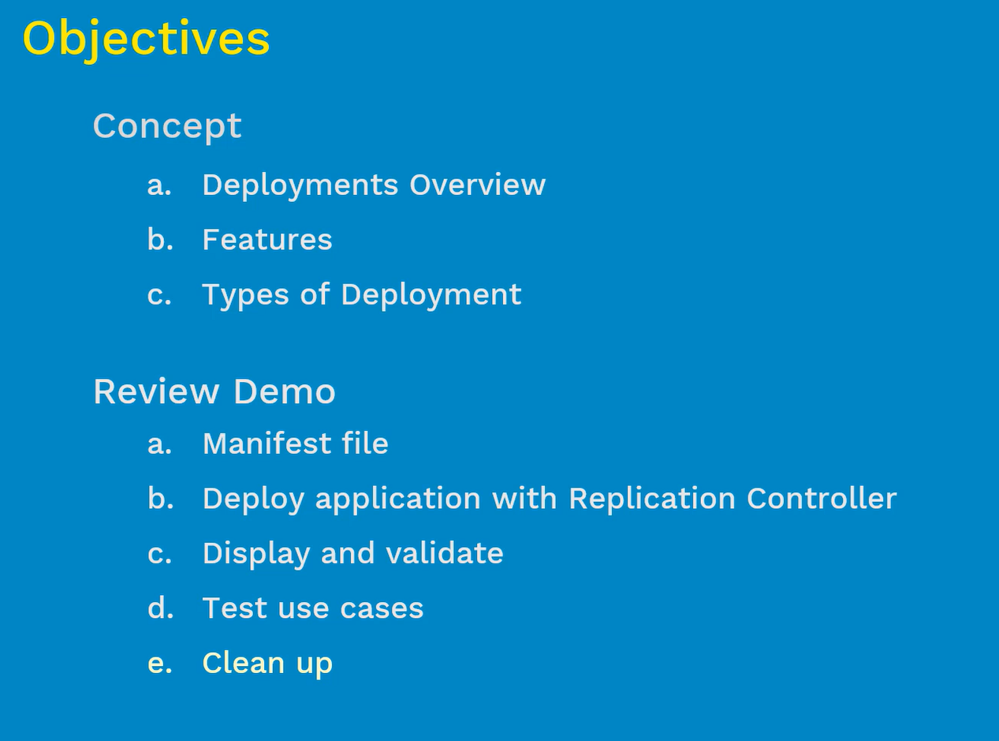 Objectives
Concept
a. Deployments Overview
b. Features
c. Types of Deployment
Review Demo
a. Manifest file
b. Deploy application with Replication Controller
c. Display and validate
d. Test use cases
e. Clean up